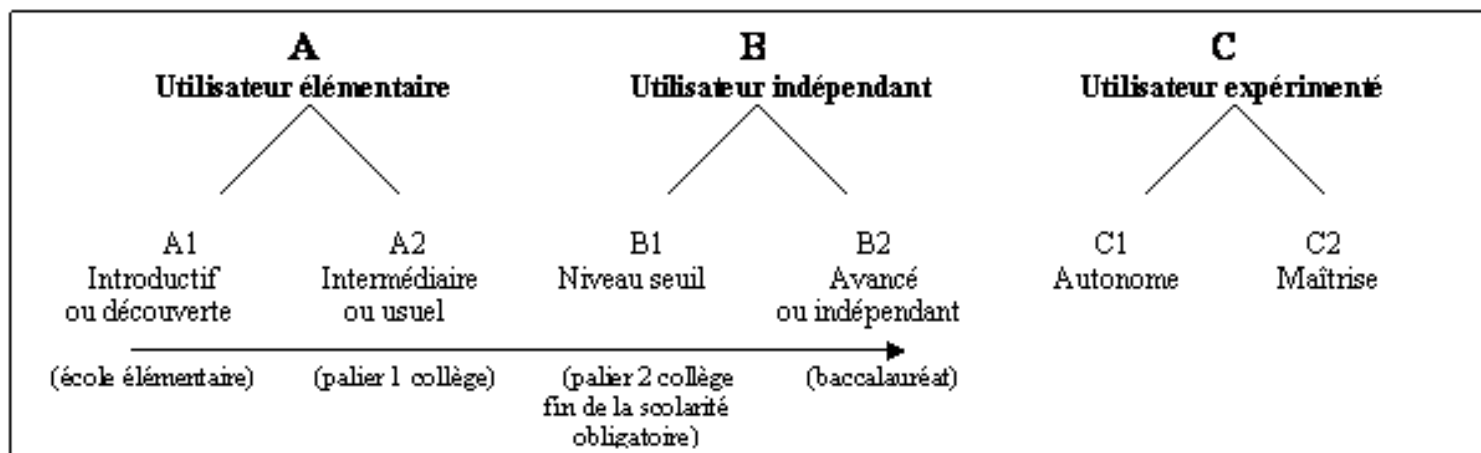 A
Utilisateur élémentaire
B
Utilisateur indépendant
C
Utilisateur expérimenté
A1
Introductif
ou découverte
A2
Intermédiaire
ou usuel
B1
Niveau seuil
B2
Avancé
ou indépendant
C1
Autonome
C2
Maîtrise
(école élémentaire)
(palier 1 collège)
(palier 2 collège
fin de la scolarité
obligatoire)
(baccalauréat)